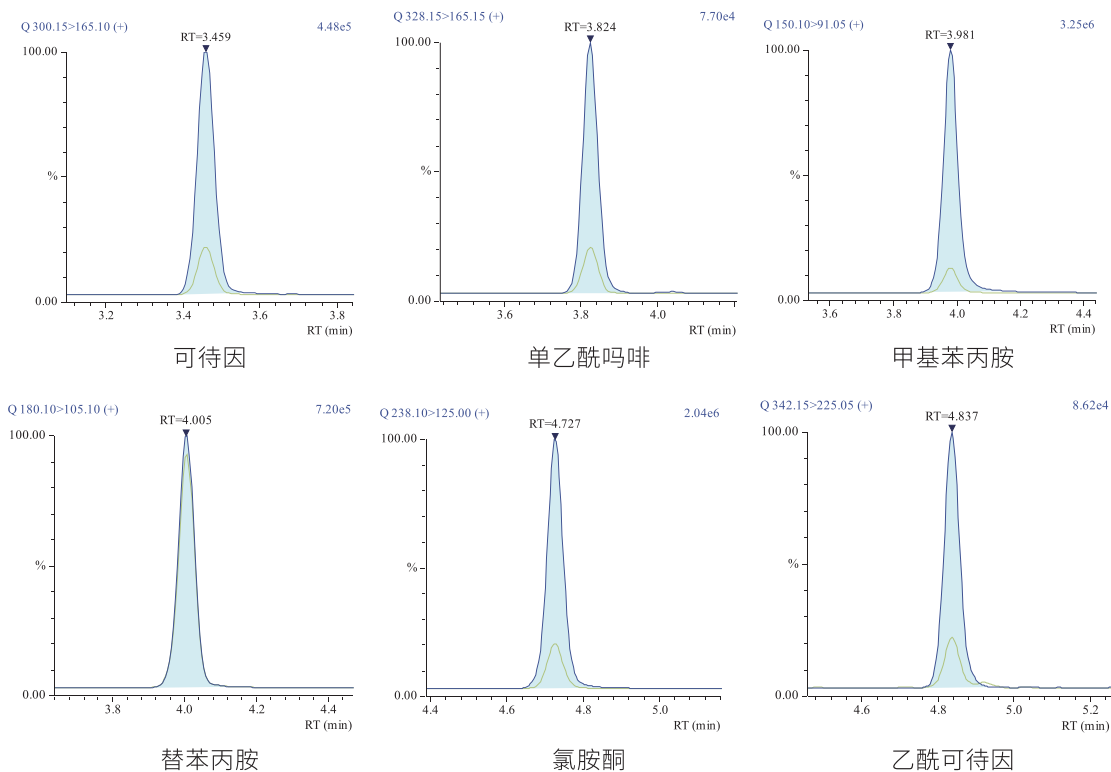 Q 300.15>165.10 (+) 4.48e5
RT=3.459
100.00
%
0.00
3.2 3.4 3.6 3.8
RT (min)
可待因
Q 328.15>165.15 (+) 7.70e4
RT=3.824
100.00
%
0.00
3.6 3.8 4.0
RT (min)
单乙酰吗啡
Q 150.10>91.05 (+) 3.25e6
RT=3.981
100.00
%
0.00
3.6 3.8 4.0 4.2 4.4
RT (min)
甲基苯丙胺
Q 180.10>105.10 (+) 7.20e5
RT=4.005
100.00
%
0.00
3.8 4.0 4.2 4.4
RT (min)
替苯丙胺
Q 238.10>125.00 (+) 2.04e6
RT=4.727
100.00
%
0.00
4.4 4.6 4.8 5.0
RT (min)
氯胺酮
Q 342.15>225.05 (+) 8.62e4
RT=4.837
100.00
%
0.00
4.6 4.8 5.0 5.2
RT (min)
乙酰可待因